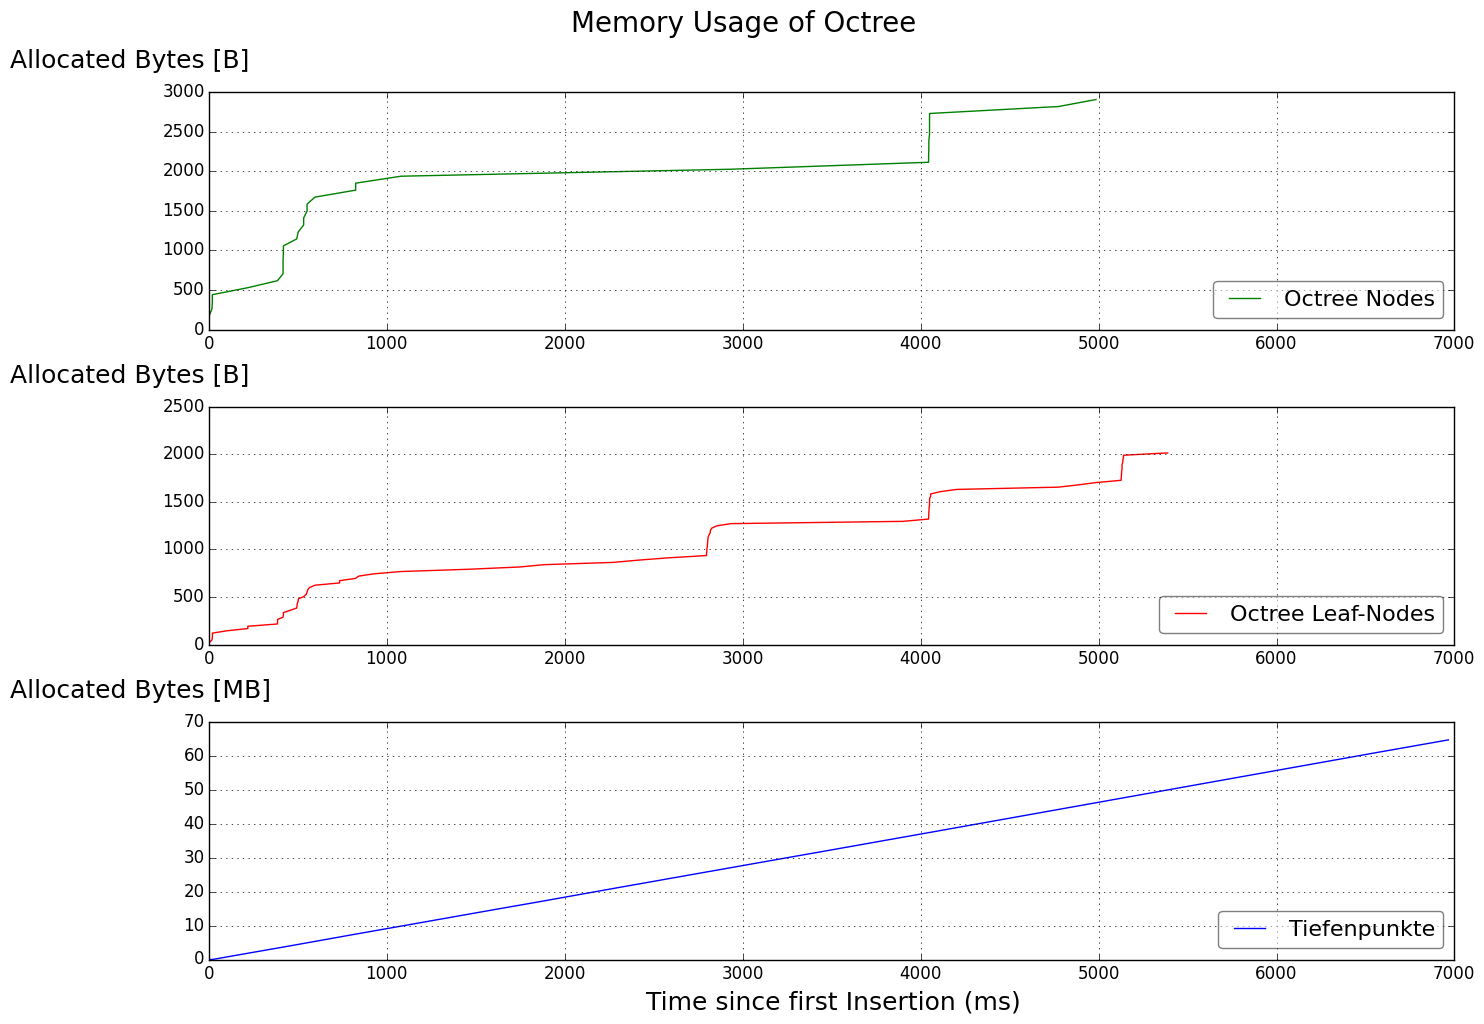 Memory Usage of Octree
Allocated Bytes [B]
3000
2500
2000
1500
1000
500
0
Octree Nodes
0 1000 2000 3000 4000 5000 6000 7000
Allocated Bytes [B]
2500
2000
1500
1000
500
0
Octree Leaf-Nodes
0 1000 2000 3000 4000 5000 6000 7000
Allocated Bytes [MB]
70
60
50
40
30
20
10
0
Tiefenpunkte
0 1000 2000 3000 4000 5000 6000 7000
Time since first Insertion (ms)